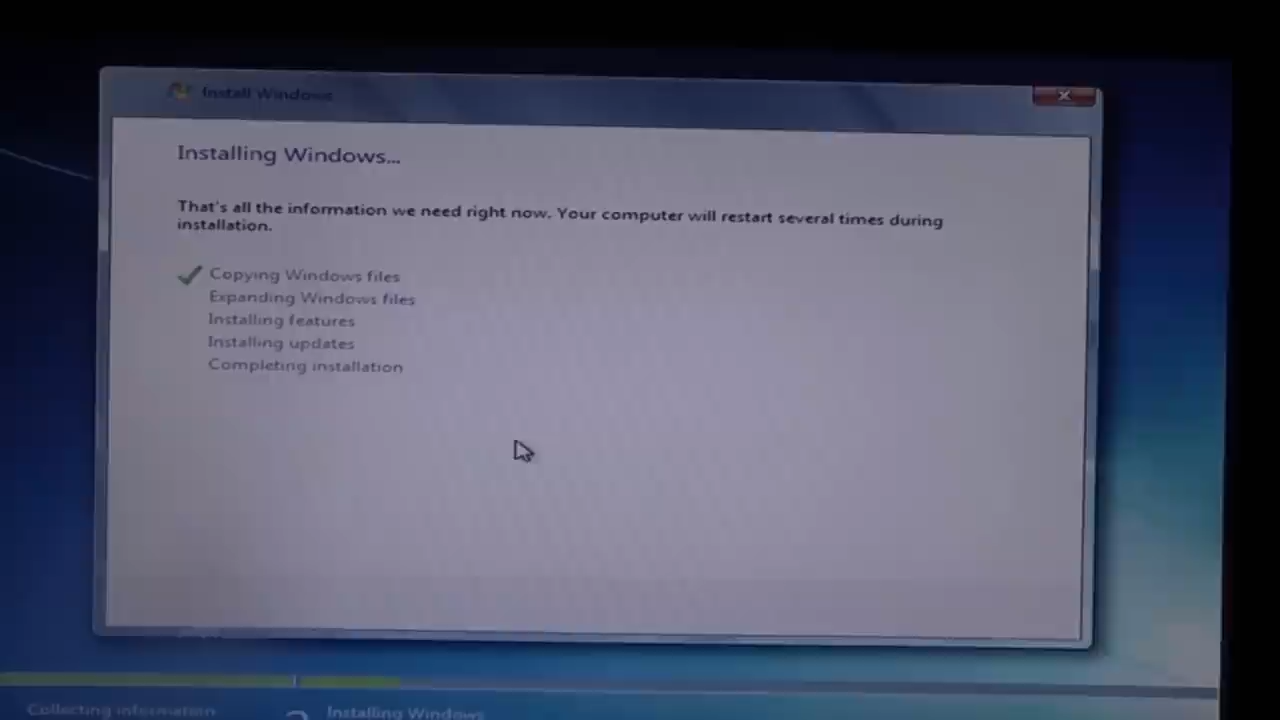 Install Windows
Installing Windows...
That's all the information we need right now. Your computer will restart several times during
installation.
Copying Windows files
Expanding Windows files
Installing features
Installing updates
Completing installation
Collecting information
Installing Windows